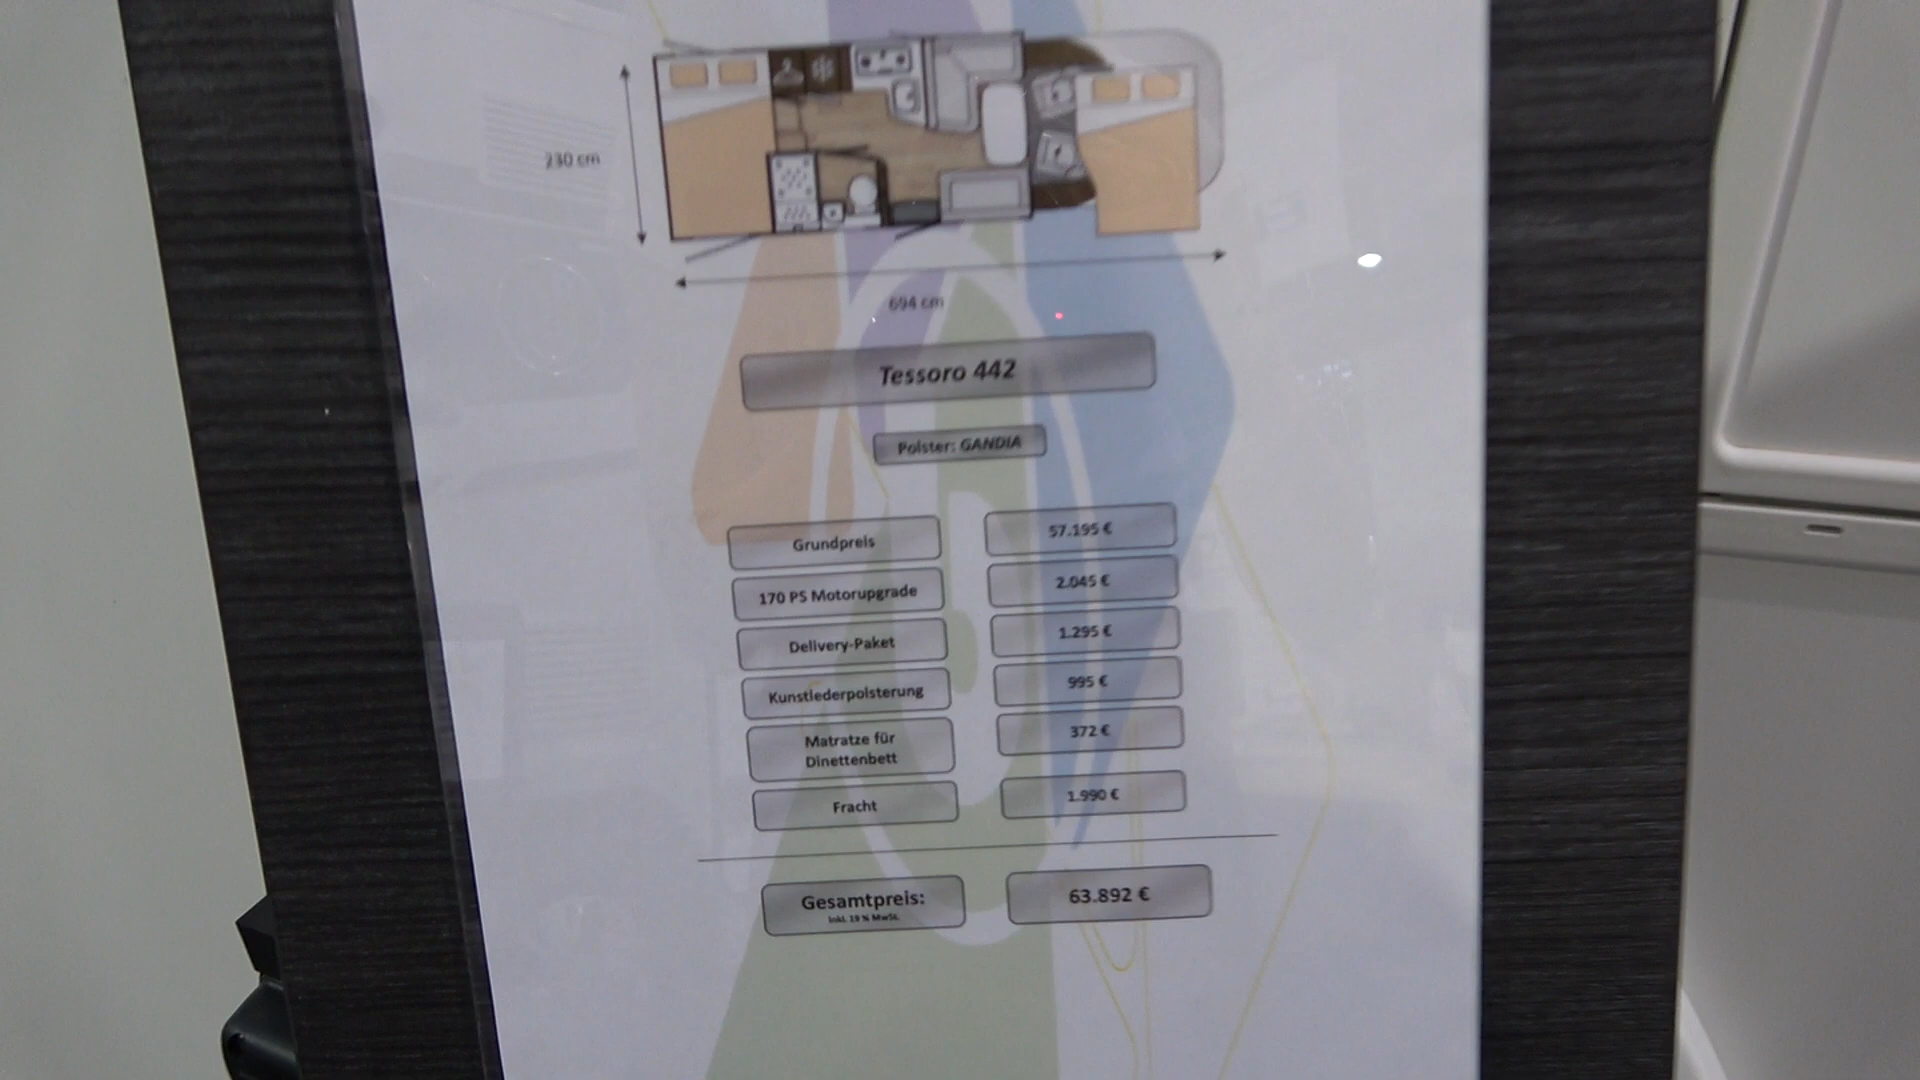 230 cm
694 cm
Tessoro 442
Polster: GANDIA
Grundpreis 57.195 €
170 PS Motorupgrade 2.045 €
Delivery-Paket 1.295 €
Kunstlederpolsterung 995 €
Matratze für 372 €
Dinettenbett
Fracht 1.990 €
Gesamtpreis: 63.892 €
Inkl. 19 % MwSt.